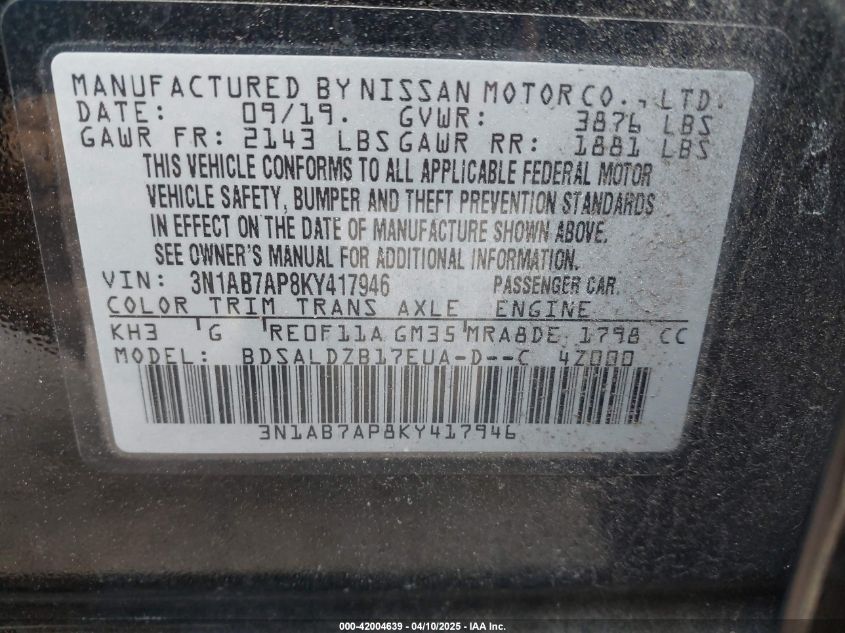 MANUFACTURED BY NISSAN MOTOR CO., LTD.
DATE: 09/19. GVWR: 3876 LBS
GAWR FR: 2143 LBS GAWR RR: 1881 LBS
THIS VEHICLE CONFORMS TO ALL APPLICABLE FEDERAL MOTOR
VEHICLE SAFETY, BUMPER AND THEFT PREVENTION STANDARDS
IN EFFECT ON THE DATE OF MANUFACTURE SHOWN ABOVE.
SEE OWNER'S MANUAL FOR ADDITIONAL INFORMATION.
VIN: 3N1AB7AP8KY417946 PASSENGER CAR.
COLOR TRIM TRANS AXLE ENGINE
KH3 G RE0F11A GM35 MRA8DE 1798 CC
MODEL: BDSALDZB17EUA-D--C 4Z000
3N1AB7AP8KY417946
000-42004639 - 04/10/2025 - IAA Inc.